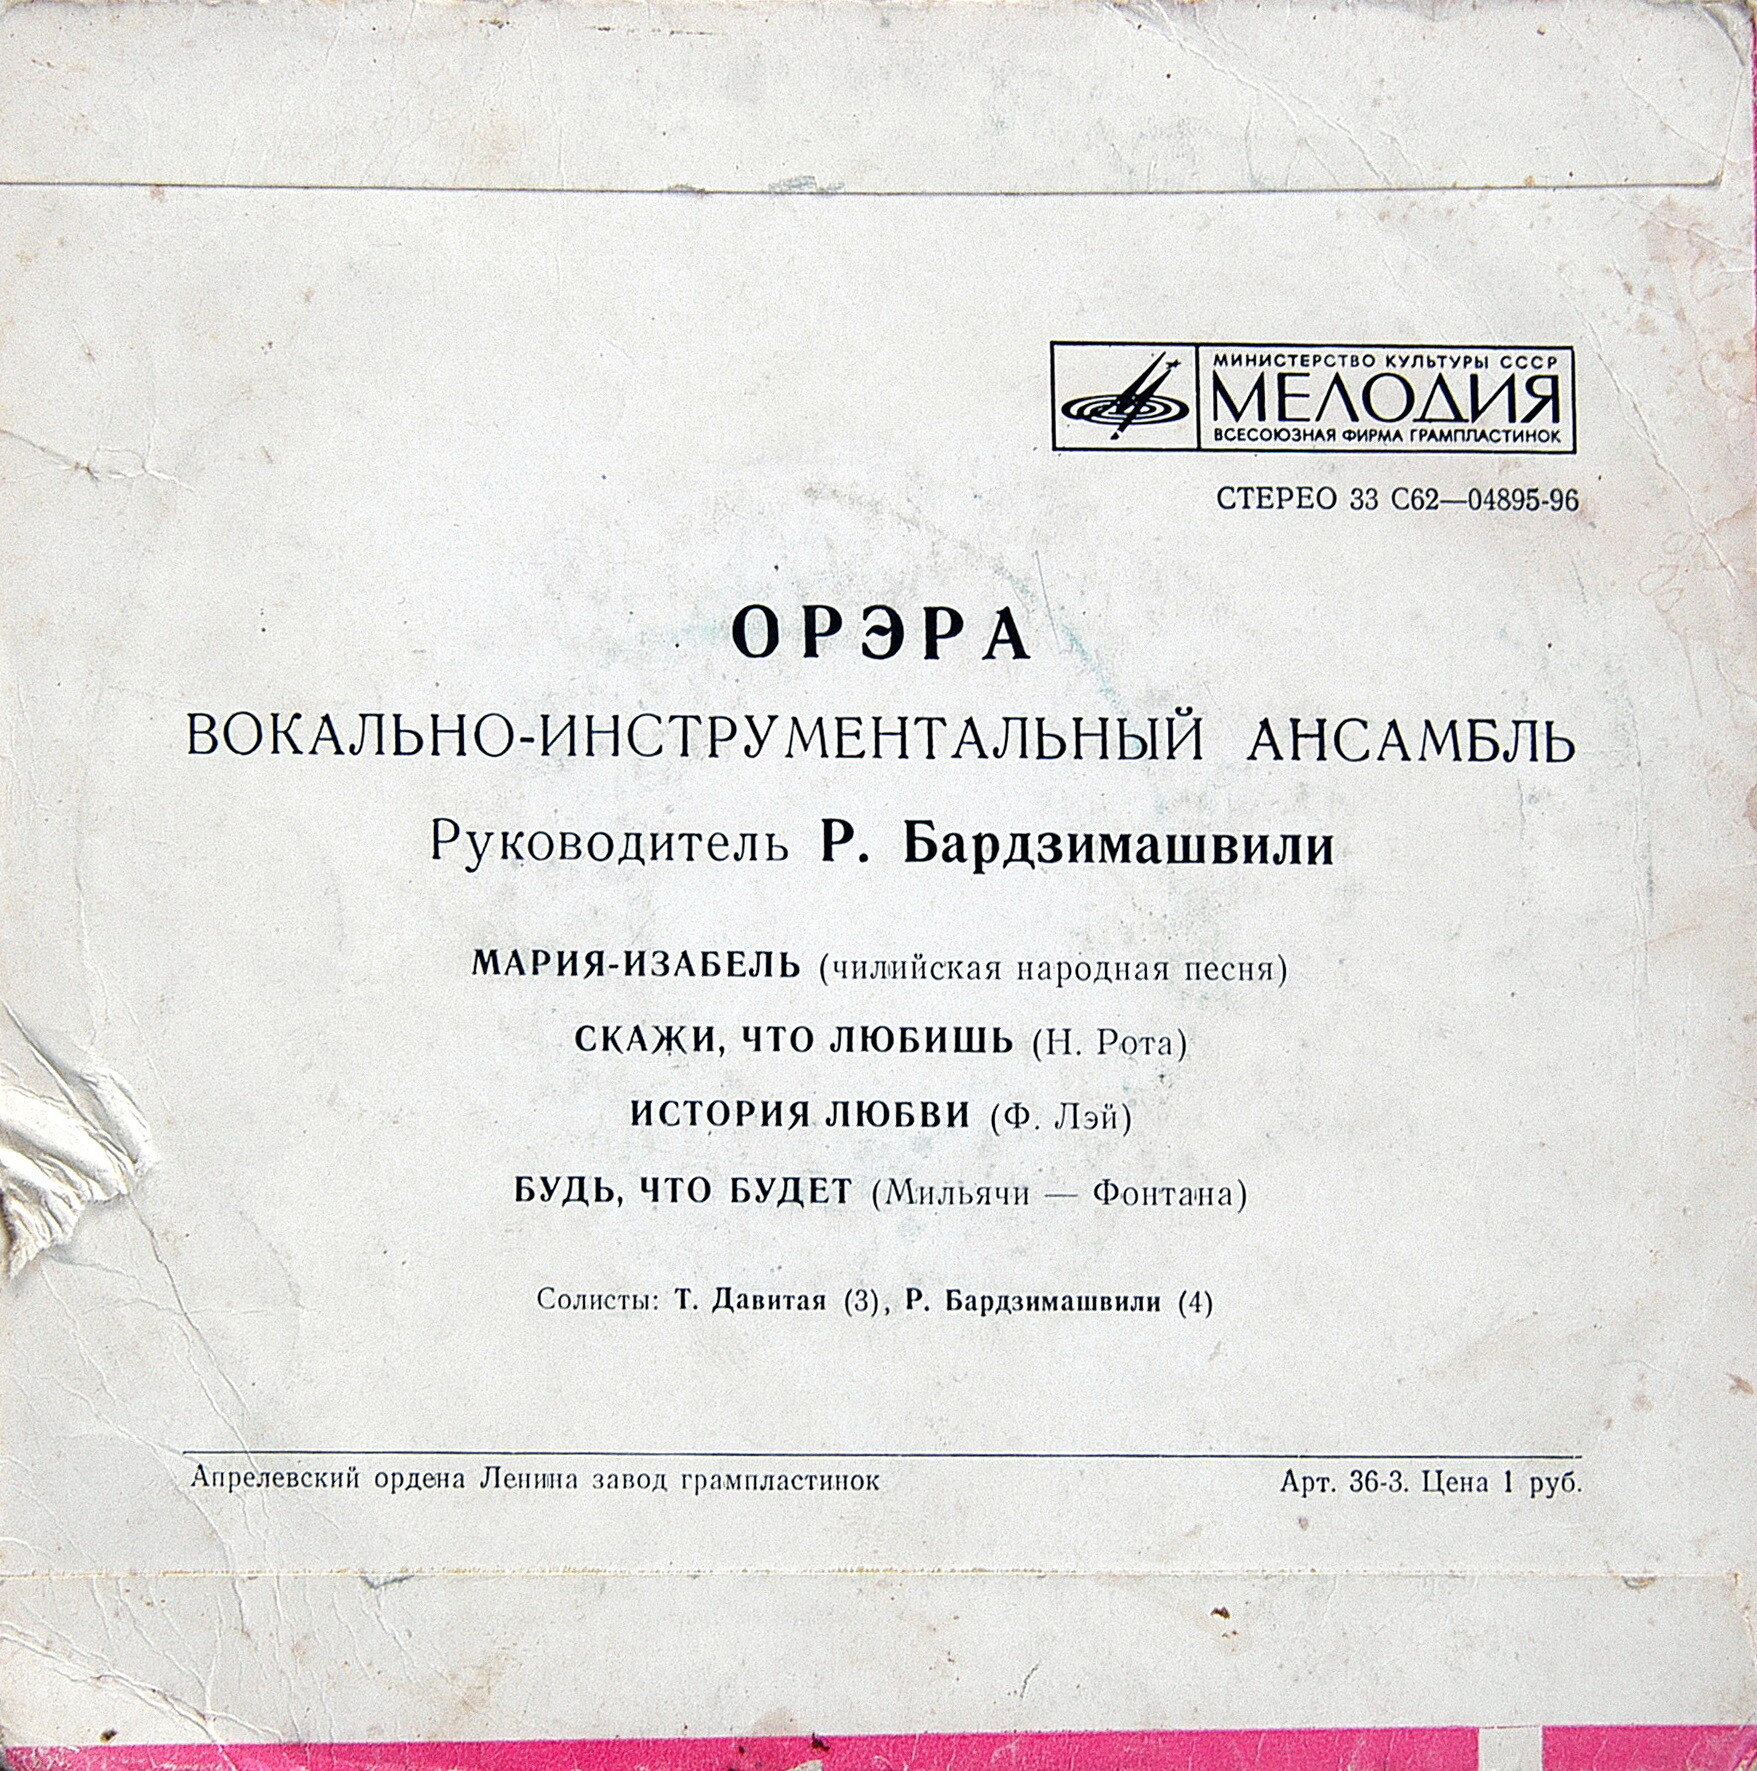 МИНИСТЕРСТВО КУЛЬТУРЫ СССР
МЕЛОДИЯ
ВСЕСОЮЗНАЯ ФИРМА ГРАМПЛАСТИНОК
СТЕРЕО 33 С62—04895-96
ОРЭРА
ВОКАЛЬНО-ИНСТРУМЕНТАЛЬНЫЙ АНСАМБЛЬ
Руководитель Р. Бардзимашвили
МАРИЯ-ИЗАБЕЛЬ (чилийская народная песня)
СКАЖИ, ЧТО ЛЮБИШЬ (Н. Рота)
ИСТОРИЯ ЛЮБВИ (Ф. Лэй)
БУДЬ, ЧТО БУДЕТ (Мильячи — Фонтана)
Солисты: Т. Давитая (3), Р. Бардзимашвили (4)
Апрелевский ордена Ленина завод грампластинок Арт. 36-3. Цена 1 руб.